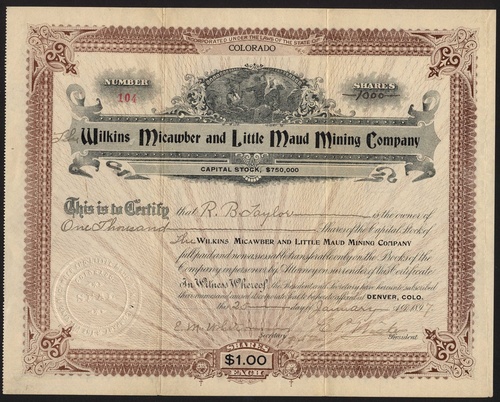 INCORPORATED UNDER THE LAWS OF THE STATE OF
COLORADO
NUMBER
104
SHARES
1000
The Wilkins Micawber and Little Maud Mining Company
CAPITAL STOCK, $750,000
This is to Certify that R. B. Taylor is the owner of
One Thousand Shares of the Capital Stock of
The WILKINS MICAWBER AND LITTLE MAUD MINING COMPANY
full paid and non assessable transferable only on the Books of the
Company in person or by Attorney on surrender of this Certificate
In Witness Whereof, the President and Secretary have hereunto subscribed
their names and caused the corporate Seal to be hereto affixed at DENVER, COLO.
this day of January 1897.
Secretary
President
SHARES
$1.00
EACH